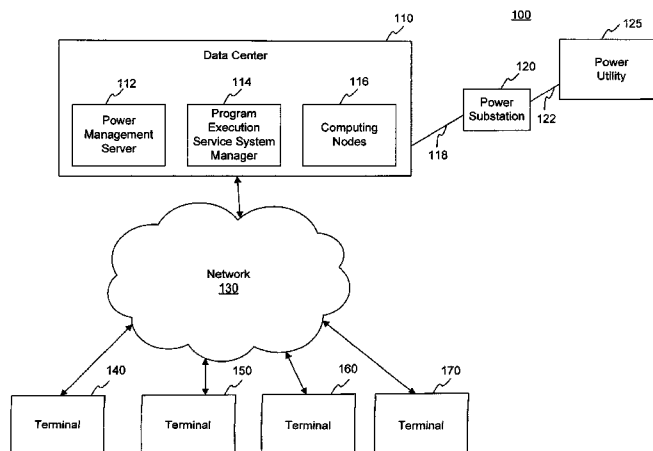 110
100
125
Data Center
Power
Utility
120
112
114
116
Power
Substation
122
118
Power
Management
Server
Program
Execution
Service System
Manager
Computing
Nodes
Network
130
140
150
160
170
Terminal
Terminal
Terminal
Terminal